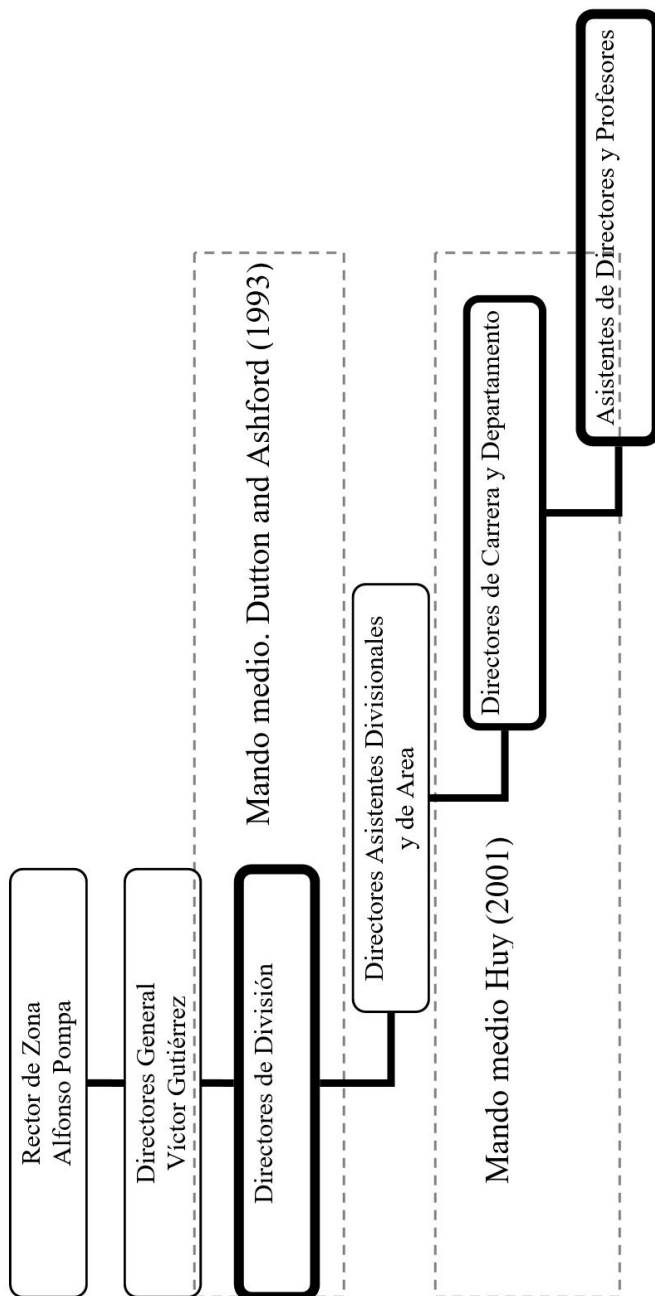 Rector de Zona
Alfonso Pompa
Directores General
Víctor Gutiérrez
Directores de División
Mando medio. Dutton and Ashford (1993)
Directores Asistentes Divisionales
y de Area
Mando medio Huy (2001)
Directores de Carrera y Departamento
Asistentes de Directores y Profesores